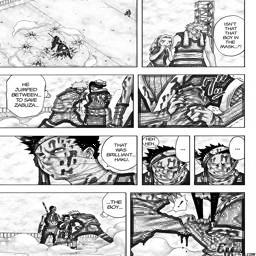 ISN'T
THAT
THAT
BOY IN
THE
MASK...?!
HE
JUMPED
BETWEEN...
TO SAVE
ZABUZA...
THAT WAS
BRILLIANT...
HAKU.
HEH
HEH...
...
...THE
BOY...